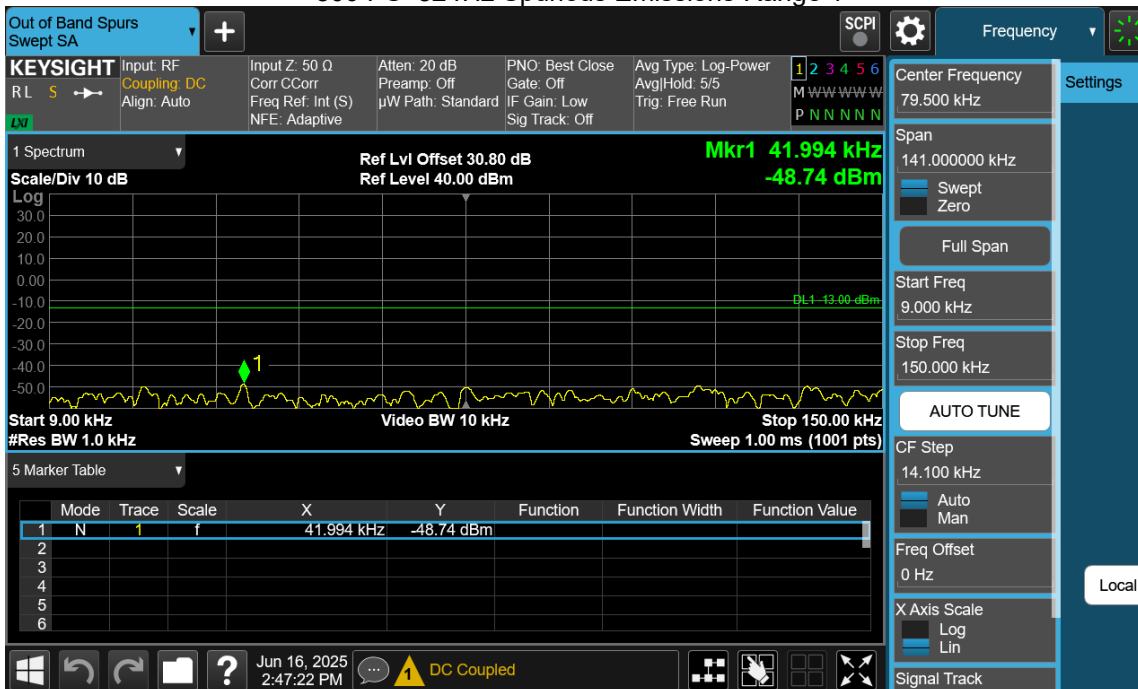 Out of Band Spurs
Swept SA
SCPI
Frequency
KEYSIGHT
RL S
LXI
Input: RF
Coupling: DC
Align: Auto
Input Z: 50 Ω
Corr CCorr
Freq Ref: Int (S)
NFE: Adaptive
Atten: 20 dB
Preamp: Off
µW Path: Standard
PNO: Best Close
Gate: Off
IF Gain: Low
Sig Track: Off
Avg Type: Log-Power
Avg|Hold: 5/5
Trig: Free Run
1 2 3 4 5 6
M W W W W W
P N N N N N
1 Spectrum
Scale/Div 10 dB
Ref Lvl Offset 30.80 dB
Ref Level 40.00 dBm
Mkr1 41.994 kHz
-48.74 dBm
Log
30.0
20.0
10.0
0.00
-10.0
-20.0
-30.0
-40.0
-50.0
DL1 -13.00 dBm
1
Start 9.00 kHz
#Res BW 1.0 kHz
Video BW 10 kHz
Stop 150.00 kHz
Sweep 1.00 ms (1001 pts)
5 Marker Table
Mode Trace Scale X Y Function Function Width Function Value
1 N 1 f 41.994 kHz -48.74 dBm
2
3
4
5
6
Jun 16, 2025
2:47:22 PM
?
1 DC Coupled
Center Frequency
79.500 kHz
Span
141.000000 kHz
Swept
Zero
Full Span
Start Freq
9.000 kHz
Stop Freq
150.000 kHz
AUTO TUNE
CF Step
14.100 kHz
Auto
Man
Freq Offset
0 Hz
X Axis Scale
Log
Lin
Signal Track
Settings
Local